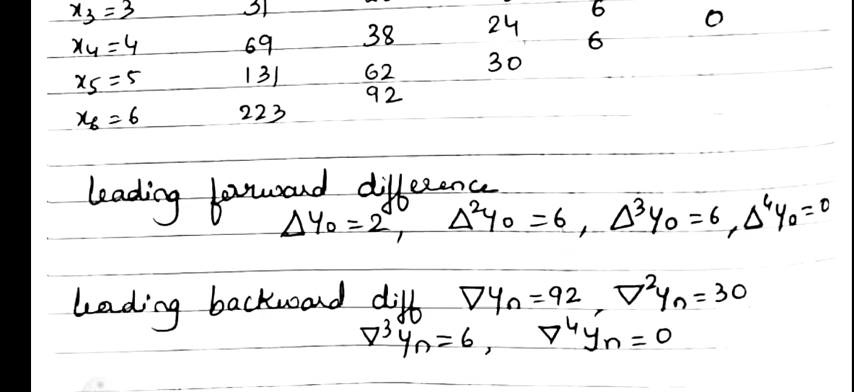 x₃ = 3 31 6
x₄ = 4 69 38 24 6 0
x₅ = 5 131 62 30
92
x₆ = 6 223
leading forward difference
Δy₀ = 2, Δ²y₀ = 6, Δ³y₀ = 6, Δ⁴y₀ = 0
leading backward diff ∇yₙ = 92, ∇²yₙ = 30
∇³yₙ = 6, ∇⁴yₙ = 0